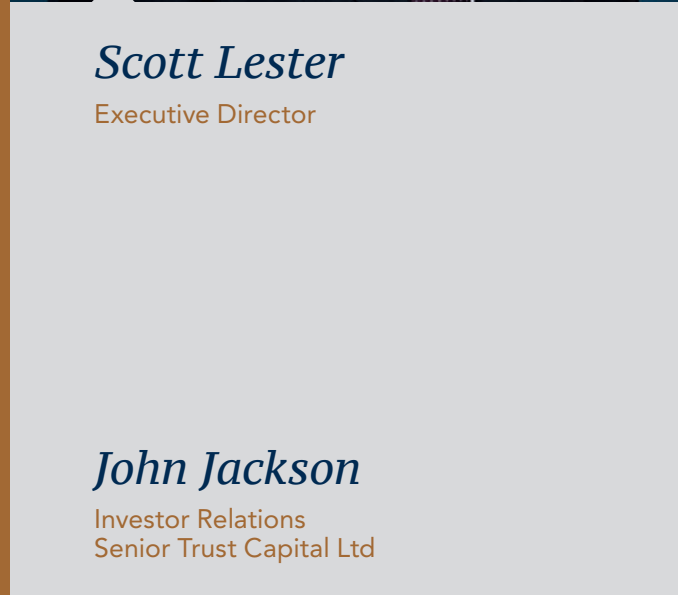 Scott Lester
Executive Director
John Jackson
Investor Relations
Senior Trust Capital Ltd